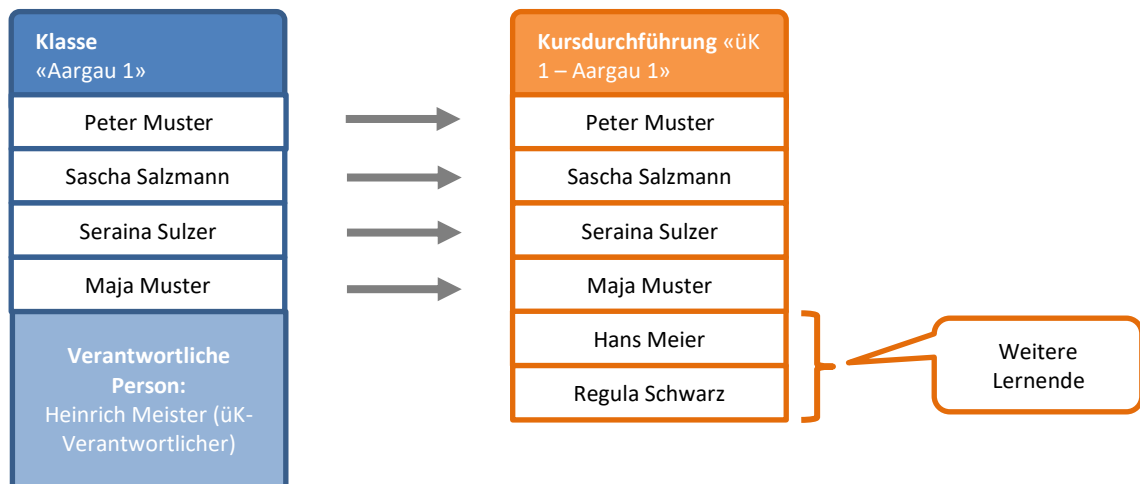 Klasse
«Aargau 1»
Peter Muster
Sascha Salzmann
Seraina Sulzer
Maja Muster
Verantwortliche
Person:
Heinrich Meister (üK-
Verantwortlicher)
Kursdurchführung «üK
1 – Aargau 1»
Peter Muster
Sascha Salzmann
Seraina Sulzer
Maja Muster
Hans Meier
Regula Schwarz
Weitere
Lernende